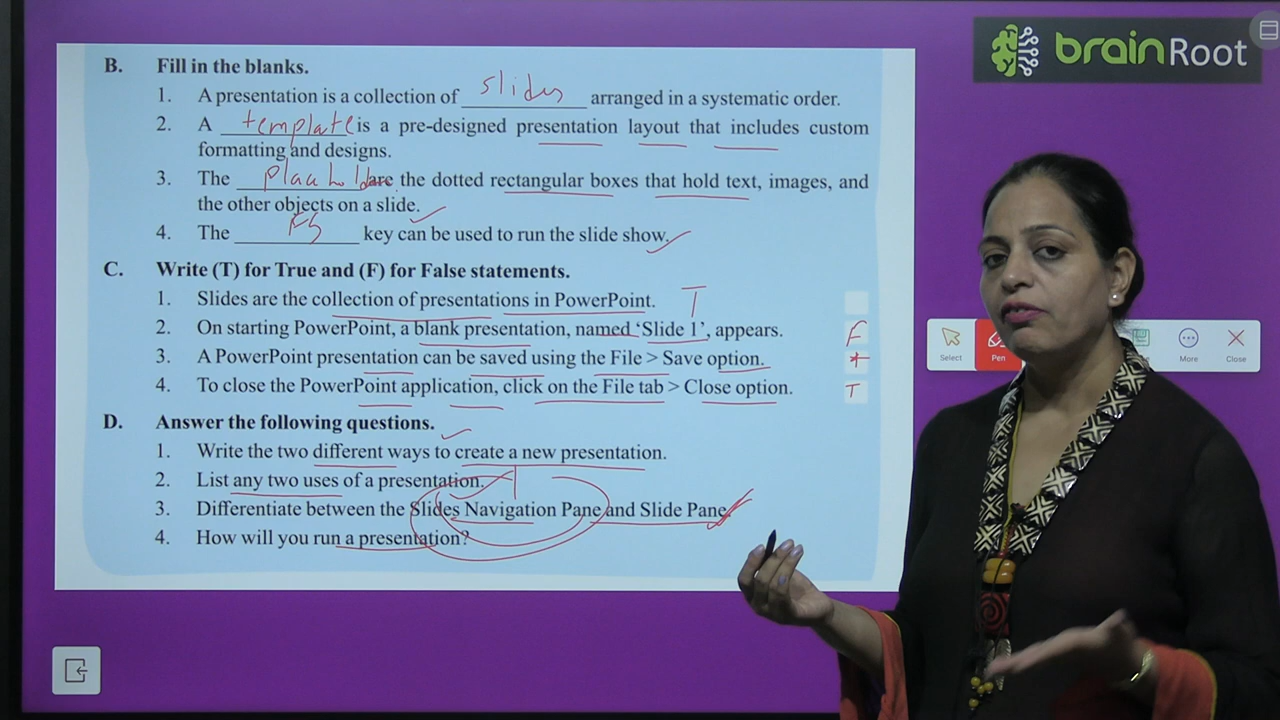 brainRoot
B. Fill in the blanks.
1. A presentation is a collection of slides arranged in a systematic order.
2. A template is a pre-designed presentation layout that includes custom
formatting and designs.
3. The are the dotted rectangular boxes that hold text, images, and
the other objects on a slide.
4. The F5 key can be used to run the slide show.
C. Write (T) for True and (F) for False statements.
1. Slides are the collection of presentations in PowerPoint. T
2. On starting PowerPoint, a blank presentation, named ‘Slide 1’, appears. F
3. A PowerPoint presentation can be saved using the File > Save option.
4. To close the PowerPoint application, click on the File tab > Close option. T
Select Pen More Close
D. Answer the following questions.
1. Write the two different ways to create a new presentation.
2. List any two uses of a presentation.
3. Differentiate between the Slides Navigation Pane and Slide Pane.
4. How will you run a presentation?